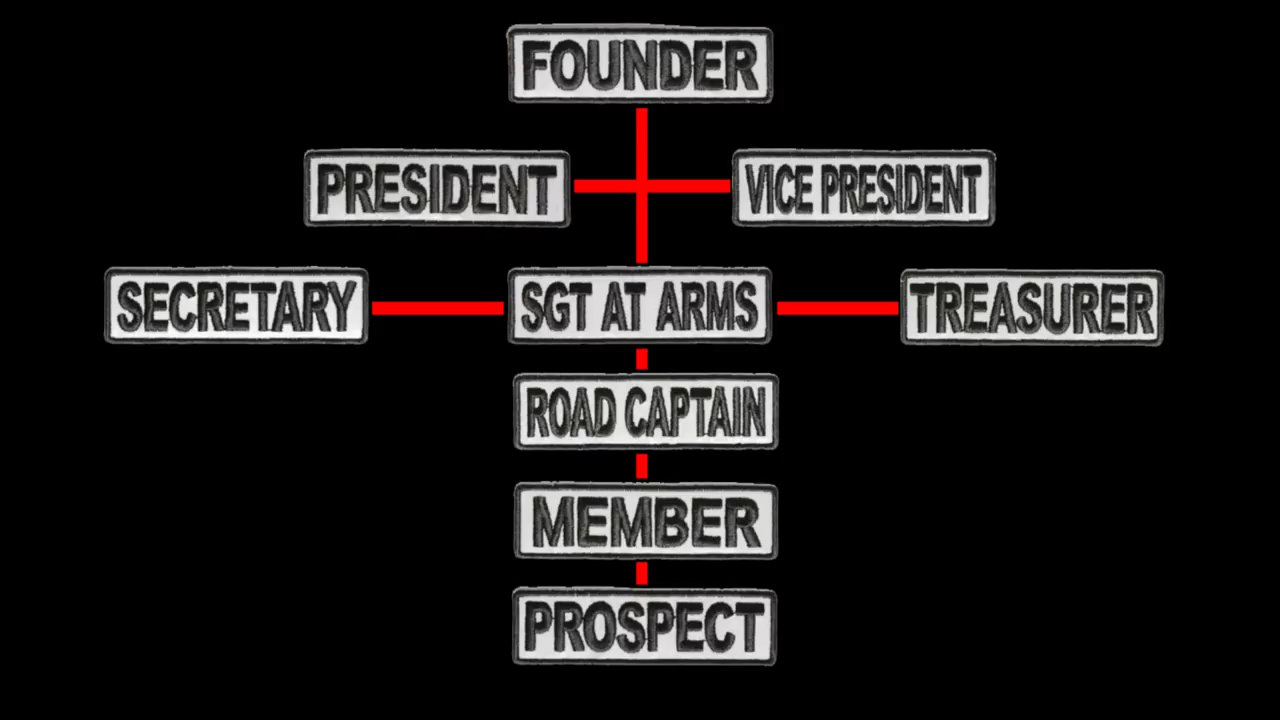 FOUNDER
PRESIDENT
VICE PRESIDENT
SECRETARY
SGT AT ARMS
TREASURER
ROAD CAPTAIN
MEMBER
PROSPECT